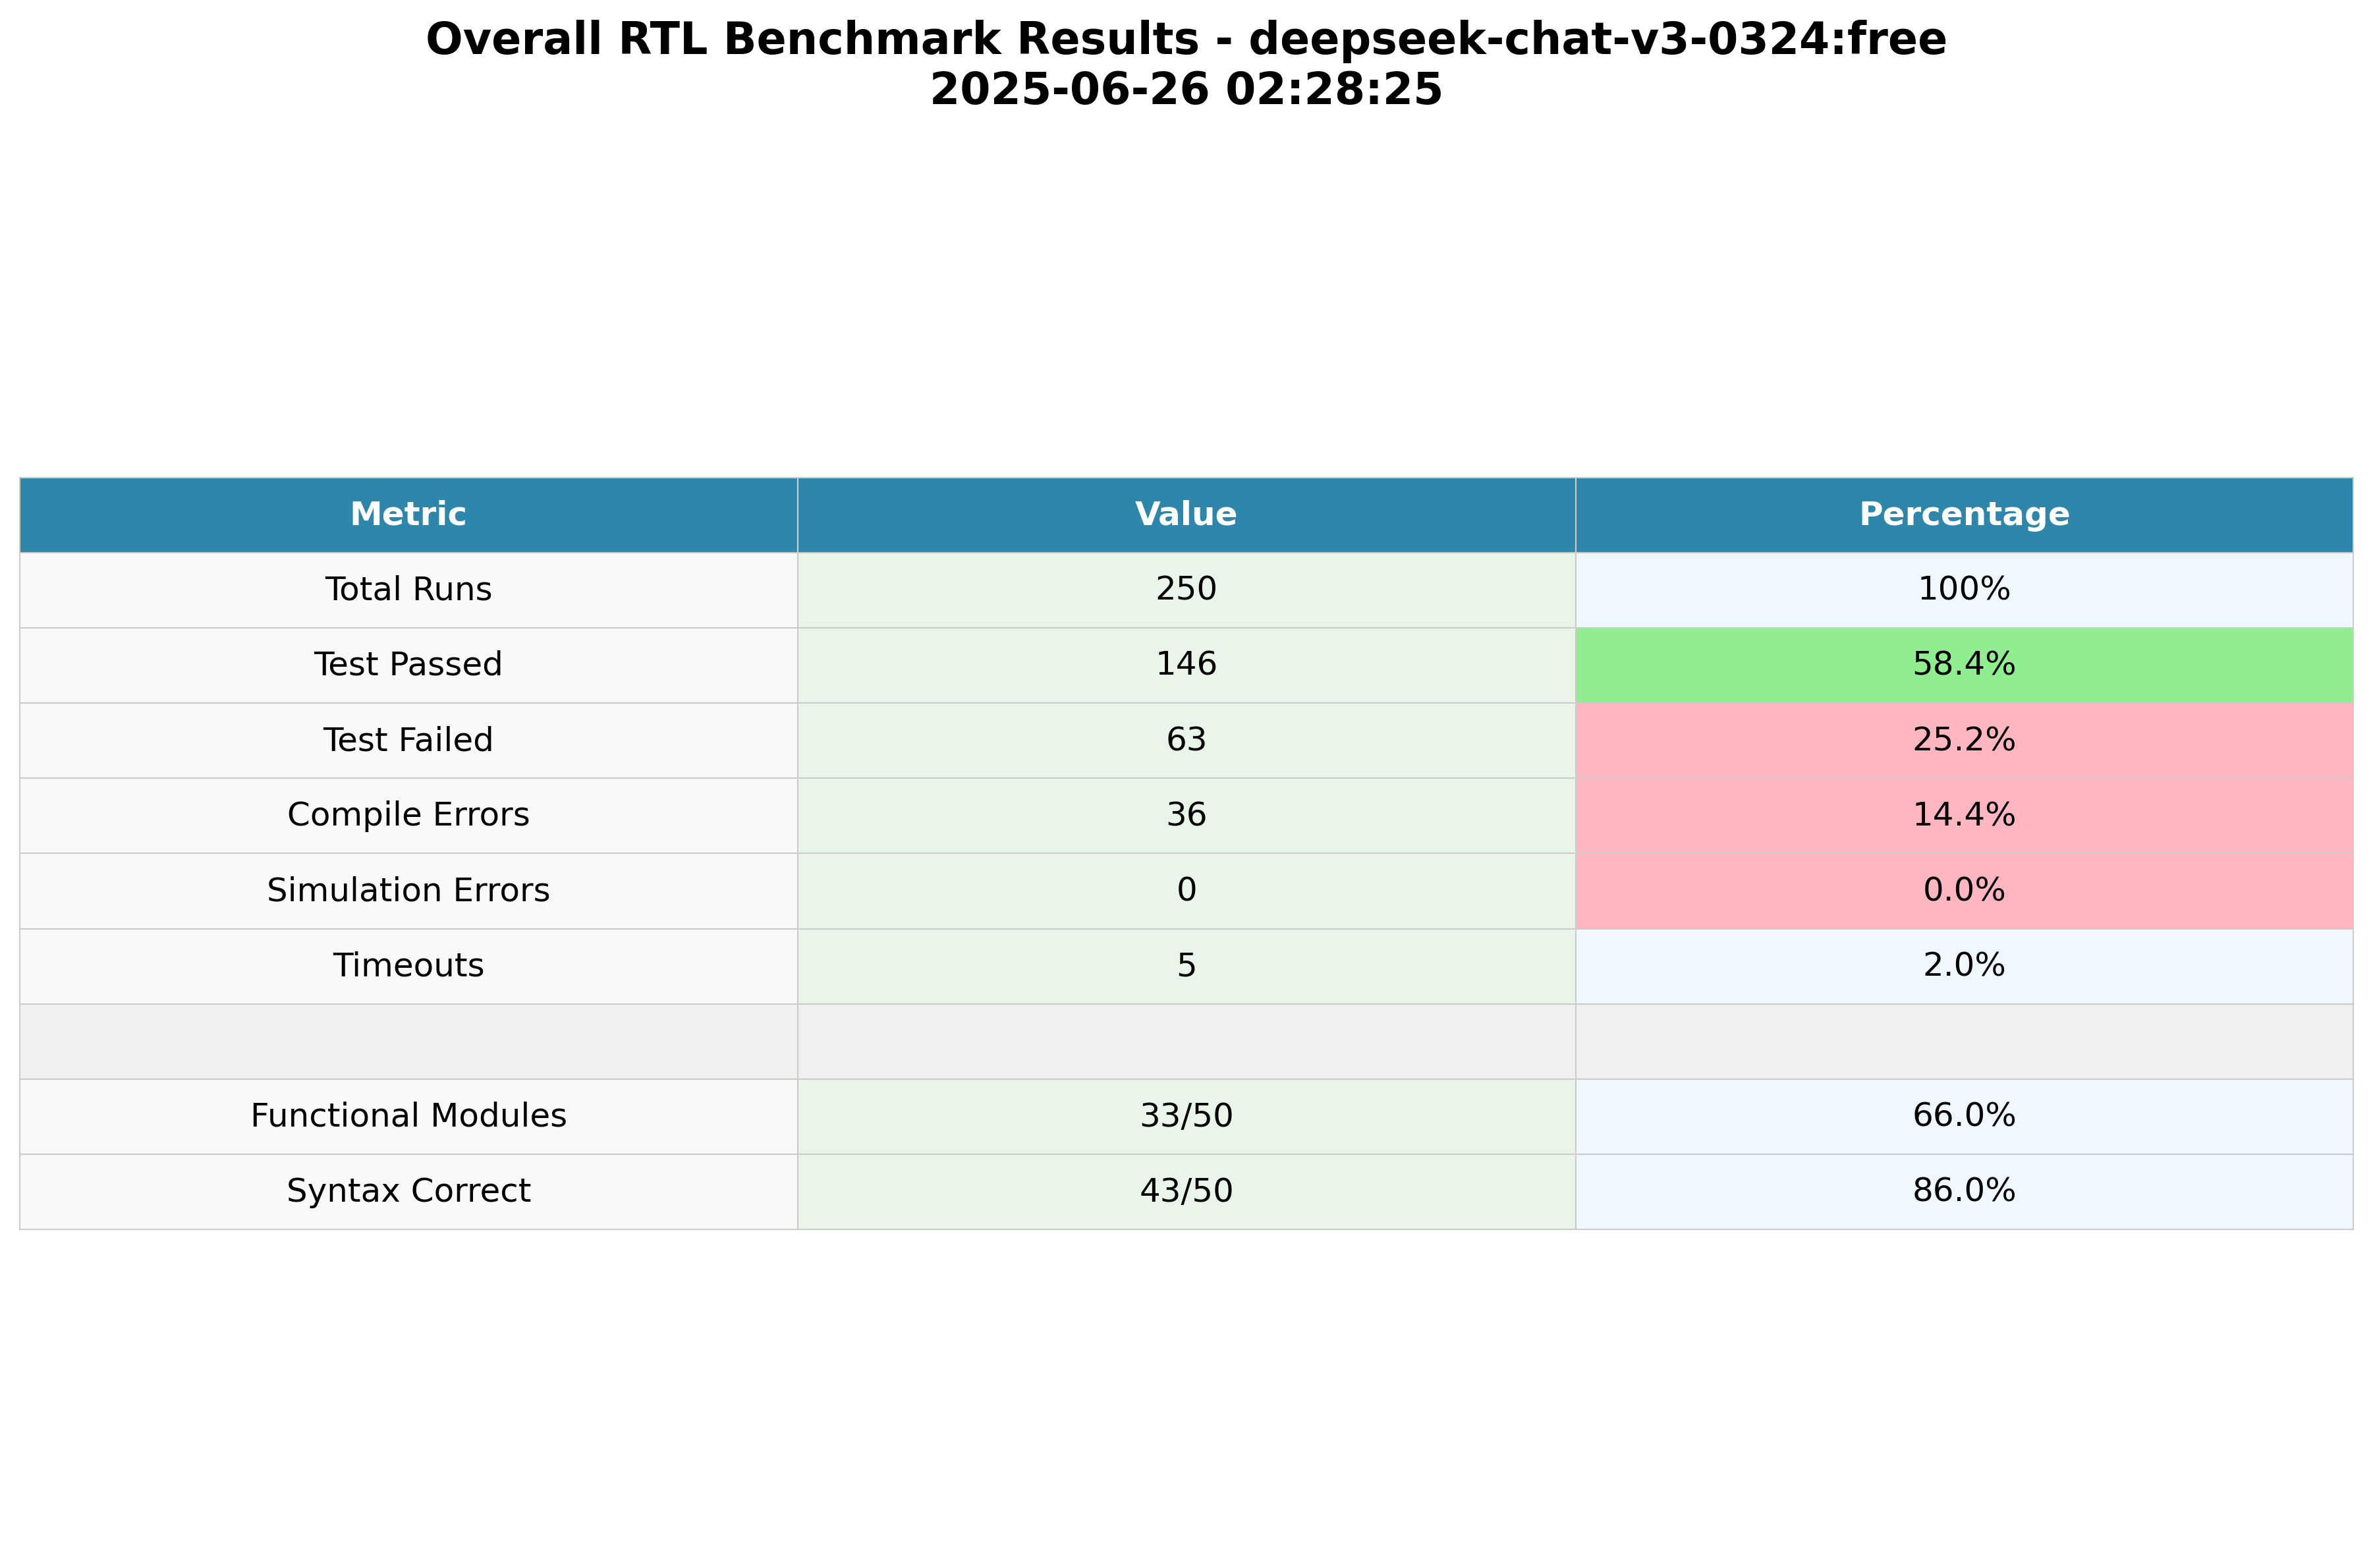 Overall RTL Benchmark Results - deepseek-chat-v3-0324:free
2025-06-26 02:28:25
Metric Value Percentage
Total Runs 250 100%
Test Passed 146 58.4%
Test Failed 63 25.2%
Compile Errors 36 14.4%
Simulation Errors 0 0.0%
Timeouts 5 2.0%
Functional Modules 33/50 66.0%
Syntax Correct 43/50 86.0%